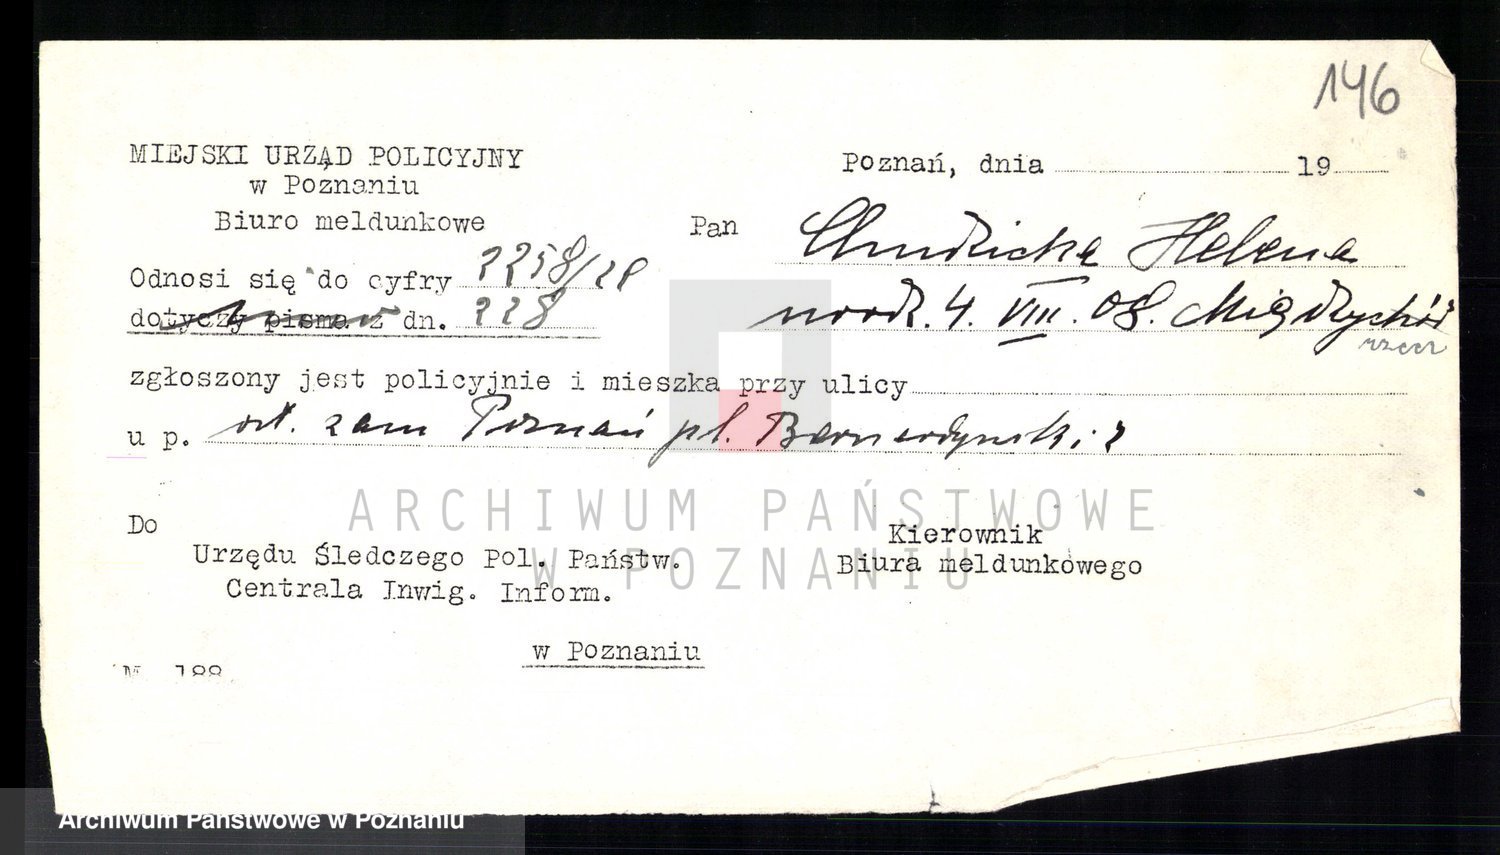 146
MIEJSKI URZĄD POLICYJNY
w Poznaniu
Biuro meldunkowe
Poznań, dnia 19
Pan Chudzicka Helena
Odnosi się do cyfry 2258/28
urodz. 4. VIII. 08. Międzychód
dotyczy pisma z dn. 228
zgłoszony jest policyjnie i mieszka przy ulicy
u p. ost. zam Poznań pl. Bernardyński 2
ARCHIWUM PAŃSTWOWE
W POZNANIU
Do
Urzędu Śledczego Pol. Państw.
Centrala Inwig. Inform.
w Poznaniu
Kierownik
Biura meldunkowego
M 188
Archiwum Państwowe w Poznaniu